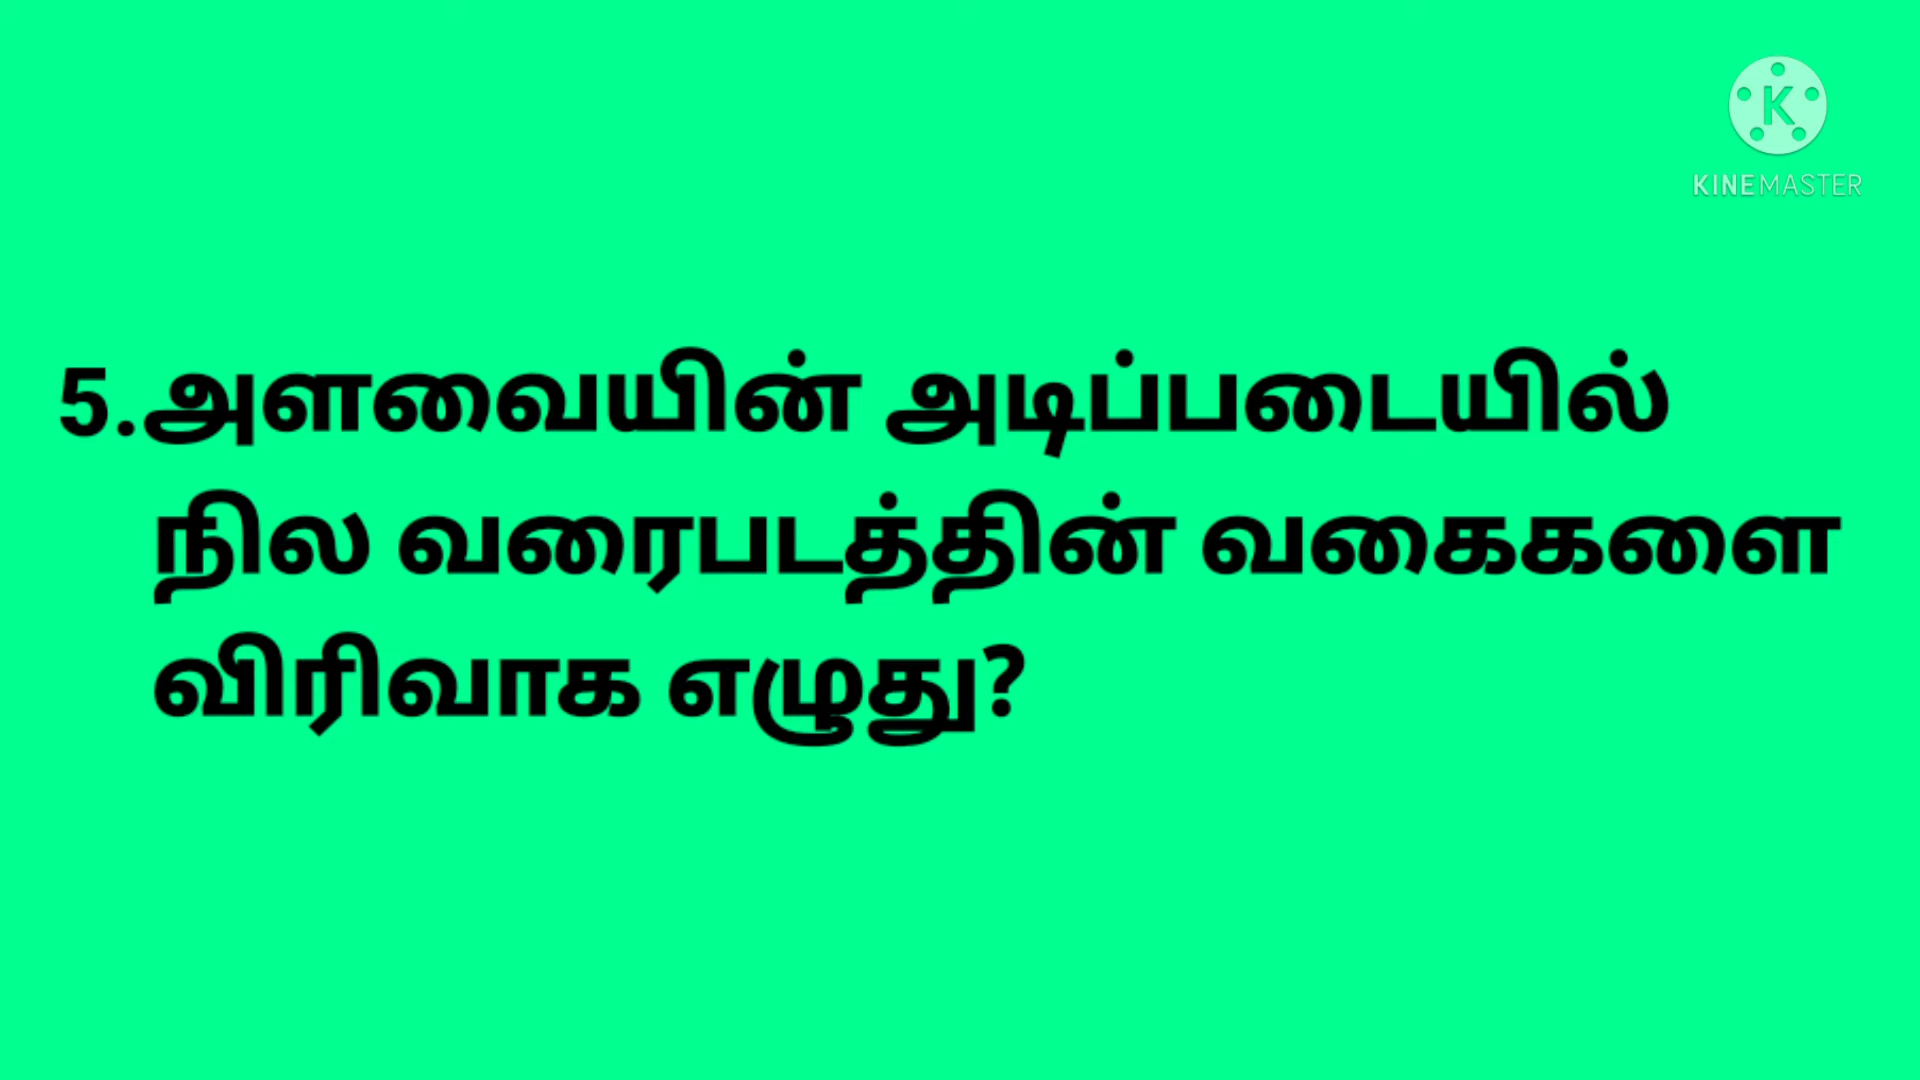 K
KINEMASTER
5.அளவையின் அடிப்படையில்
நில வரைபடத்தின் வகைகளை
விரிவாக எழுது?